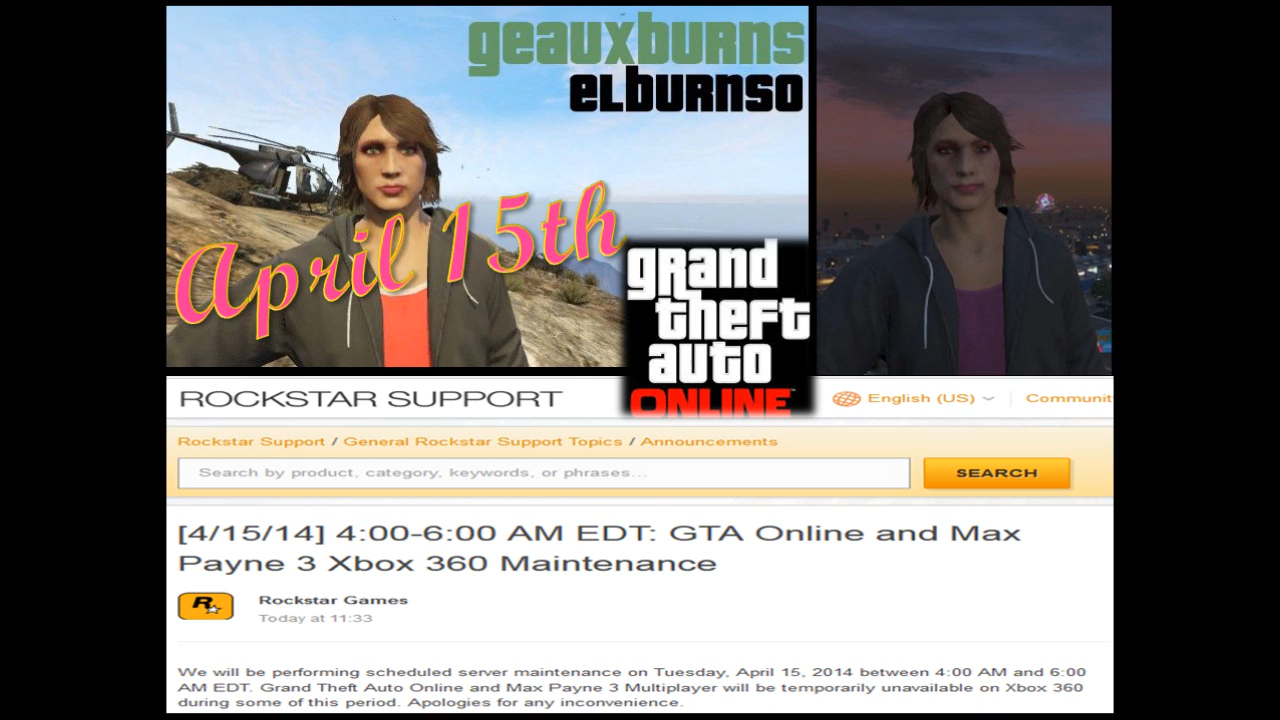 geauxburns
elburnso
April 15th
grand
theft
auto
ONLINE
ROCKSTAR SUPPORT
English (US)
Communit
Rockstar Support / General Rockstar Support Topics / Announcements
Search by product, category, keywords, or phrases...
SEARCH
[4/15/14] 4:00-6:00 AM EDT: GTA Online and Max
Payne 3 Xbox 360 Maintenance
R
Rockstar Games
Today at 11:33
We will be performing scheduled server maintenance on Tuesday, April 15, 2014 between 4:00 AM and 6:00
AM EDT. Grand Theft Auto Online and Max Payne 3 Multiplayer will be temporarily unavailable on Xbox 360
during some of this period. Apologies for any inconvenience.